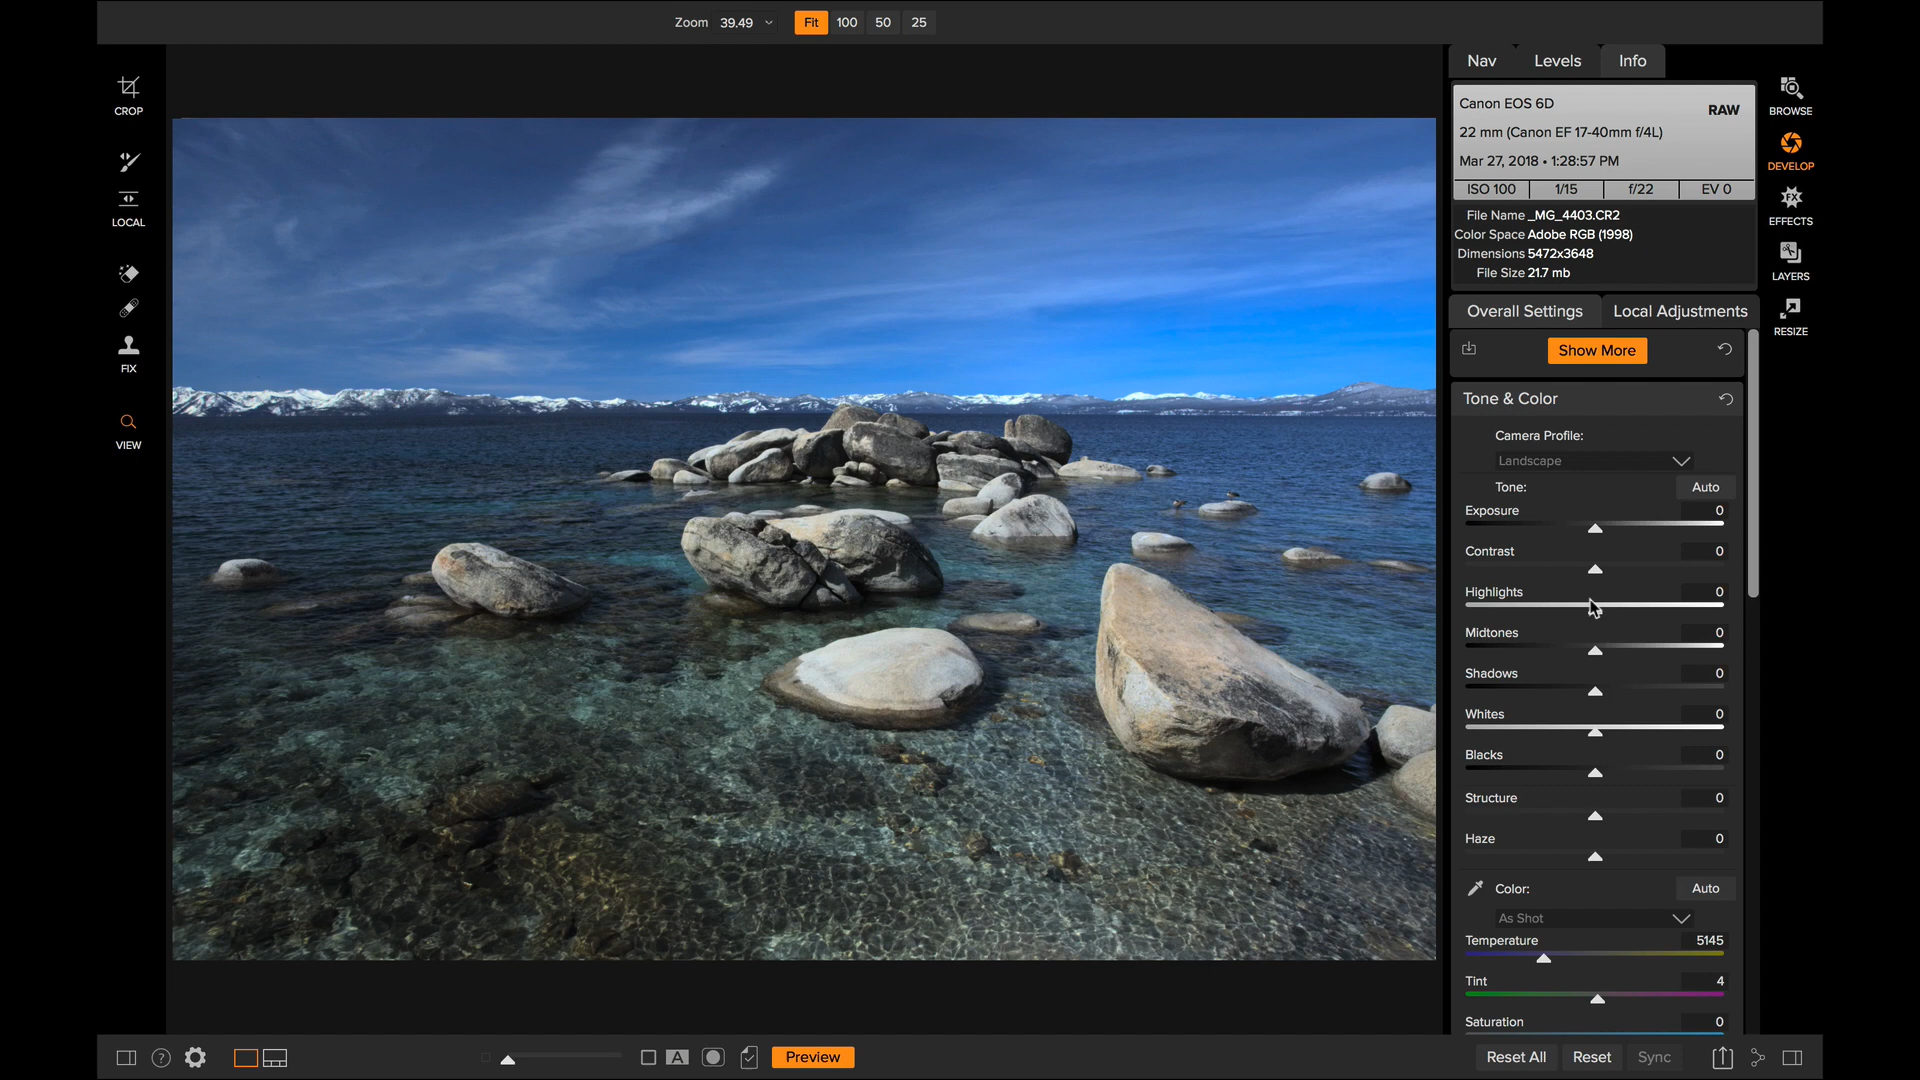 Zoom 39.49 Fit 100 50 25
CROP
LOCAL
FIX
VIEW
Nav Levels Info
Canon EOS 6D RAW
22 mm (Canon EF 17-40mm f/4L)
Mar 27, 2018 • 1:28:57 PM
ISO 100 1/15 f/22 EV 0
File Name _MG_4403.CR2
Color Space Adobe RGB (1998)
Dimensions 5472x3648
File Size 21.7 mb
Overall Settings Local Adjustments
Show More
Tone & Color
Camera Profile:
Landscape
Tone: Auto
Exposure 0
Contrast 0
Highlights 0
Midtones 0
Shadows 0
Whites 0
Blacks 0
Structure 0
Haze 0
Color: Auto
As Shot
Temperature 5145
Tint 4
Saturation 0
BROWSE
DEVELOP
FX
EFFECTS
LAYERS
RESIZE
? A Preview Reset All Reset Sync